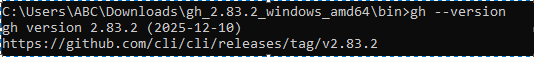 C:\Users\ABC\Downloads\gh_2.83.2_windows_amd64\bin>gh --version
gh version 2.83.2 (2025-12-10)
https://github.com/cli/cli/releases/tag/v2.83.2